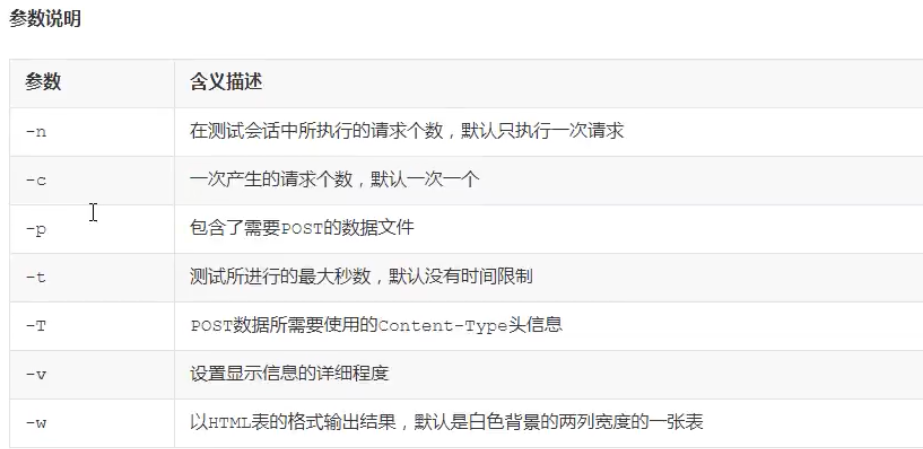 参数说明
参数 含义描述
-n 在测试会话中所执行的请求个数，默认只执行一次请求
-c 一次产生的请求个数，默认一次一个
-p 包含了需要POST的数据文件
-t 测试所进行的最大秒数，默认没有时间限制
-T POST数据所需要使用的Content-Type头信息
-v 设置显示信息的详细程度
-w 以HTML表的格式输出结果，默认是白色背景的两列宽度的一张表